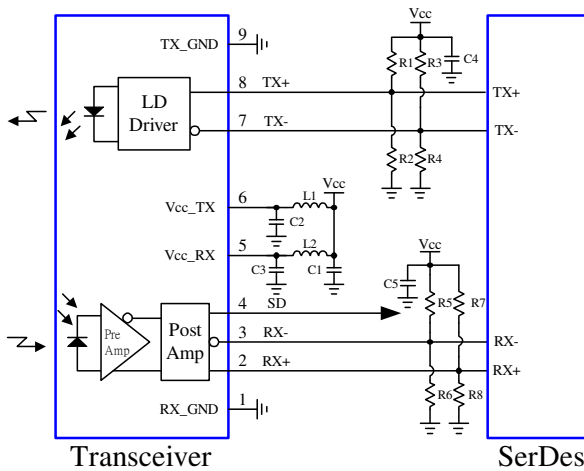 Vcc
TX_GND 9
R1 R3 C4
LD
Driver
8 TX+ TX+
7 TX- TX-
R2 R4
Vcc
Vcc_TX 6 L1
C2
Vcc_RX 5 L2
C3 C1
Vcc
C5 R5 R7
4 SD
Pre
Amp
Post
Amp
3 RX- RX-
2 RX+ RX+
R6 R8
RX_GND 1
Transceiver SerDes